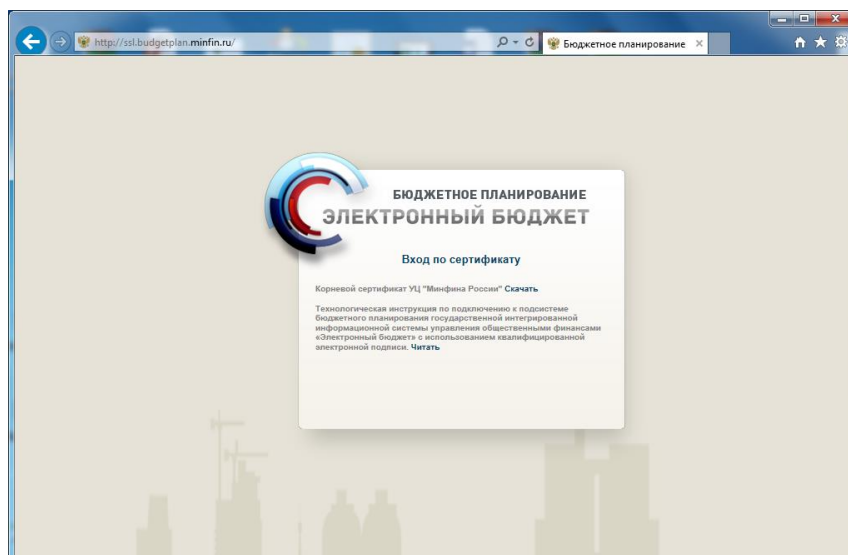 http://ssl.budgetplan.minfin.ru/
Бюджетное планирование
БЮДЖЕТНОЕ ПЛАНИРОВАНИЕ
ЭЛЕКТРОННЫЙ БЮДЖЕТ
Вход по сертификату
Корневой сертификат УЦ "Минфина России" Скачать
Технологическая инструкция по подключению к подсистеме
бюджетного планирования государственной интегрированной
информационной системы управления общественными финансами
«Электронный бюджет» с использованием квалифицированной
электронной подписи. Читать